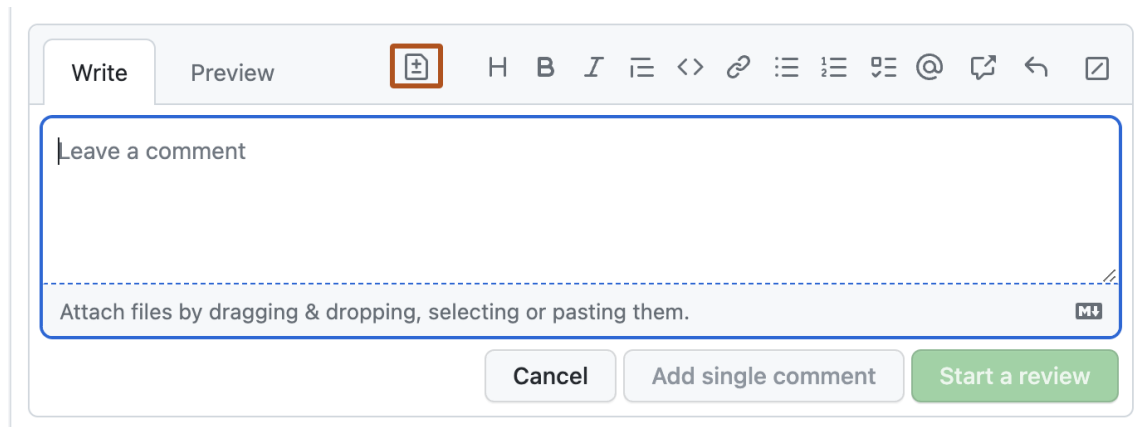 Write Preview H B I <> @
Leave a comment
Attach files by dragging & dropping, selecting or pasting them. M↓
Cancel Add single comment Start a review